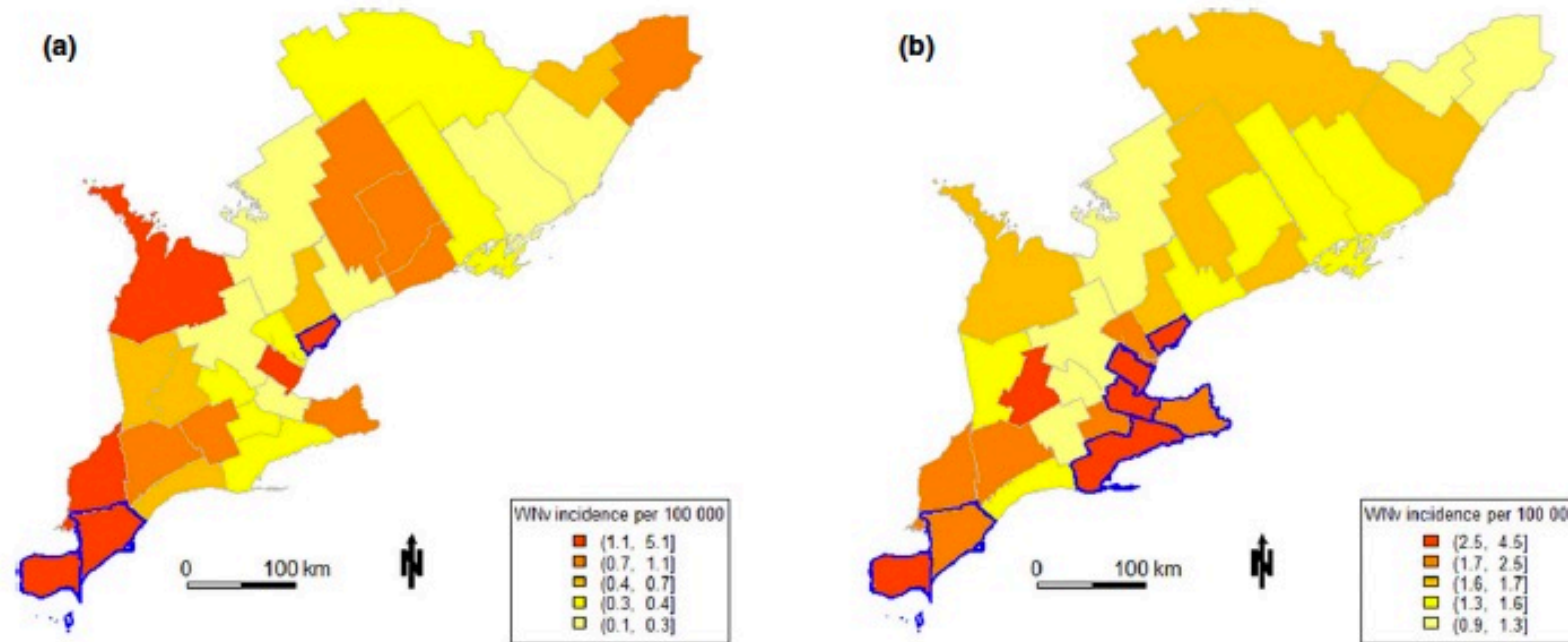 (a)
WNv incidence per 100 000
(1.1, 5.1]
(0.7, 1.1]
(0.4, 0.7]
(0.3, 0.4]
(0.1, 0.3]
0 100 km
N
(b)
WNv incidence per 100 00
(2.5, 4.5]
(1.7, 2.5]
(1.6, 1.7]
(1.3, 1.6]
(0.9, 1.3]
0 100 km
N